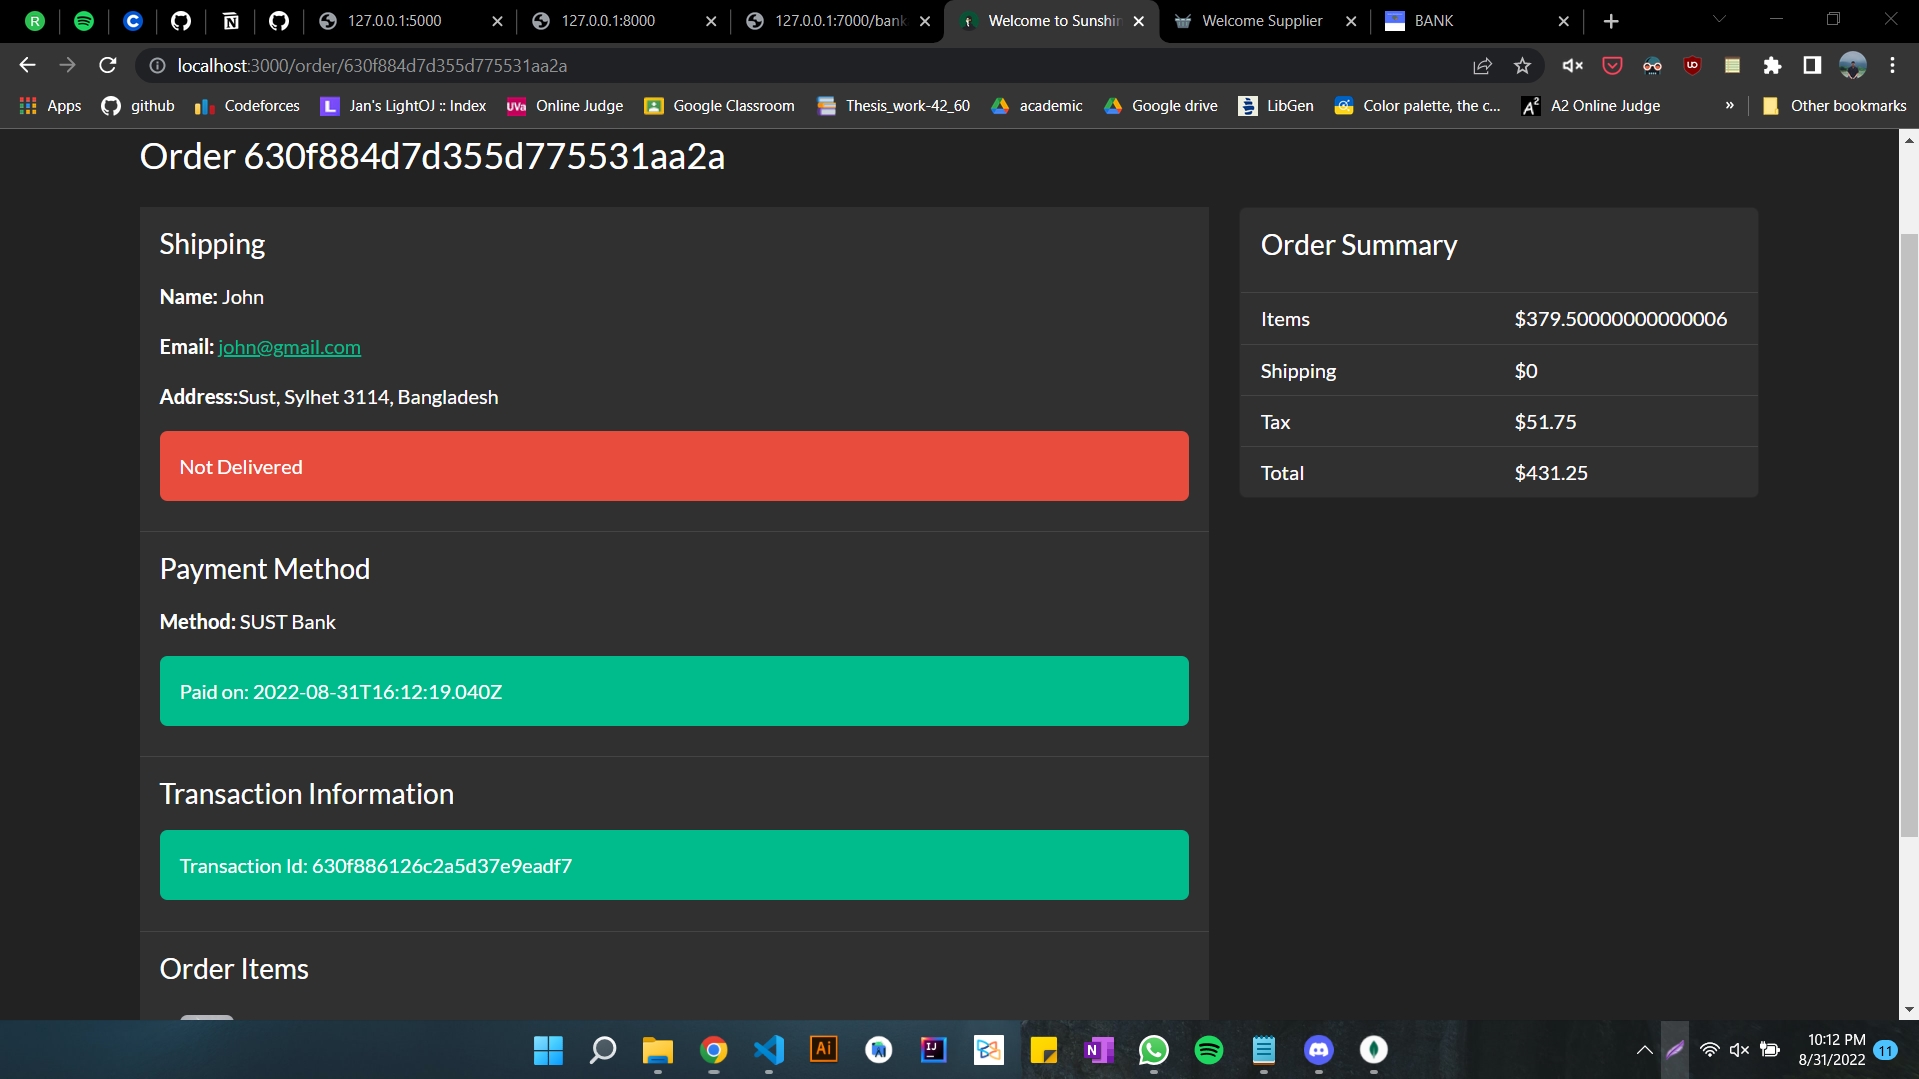 127.0.0.1:5000
127.0.0.1:8000
127.0.0.1:7000/bank
Welcome to Sunshin
Welcome Supplier
BANK
localhost:3000/order/630f884d7d355d775531aa2a
Apps
github
Codeforces
Jan's LightOJ :: Index
Online Judge
Google Classroom
Thesis_work-42_60
academic
Google drive
LibGen
Color palette, the c...
A2 Online Judge
»
Other bookmarks
Order 630f884d7d355d775531aa2a
Shipping
Name: John
Email: john@gmail.com
Address:Sust, Sylhet 3114, Bangladesh
Not Delivered
Payment Method
Method: SUST Bank
Paid on: 2022-08-31T16:12:19.040Z
Transaction Information
Transaction Id: 630f886126c2a5d37e9eadf7
Order Items
Order Summary
Items $379.50000000000006
Shipping $0
Tax $51.75
Total $431.25
10:12 PM
8/31/2022
11